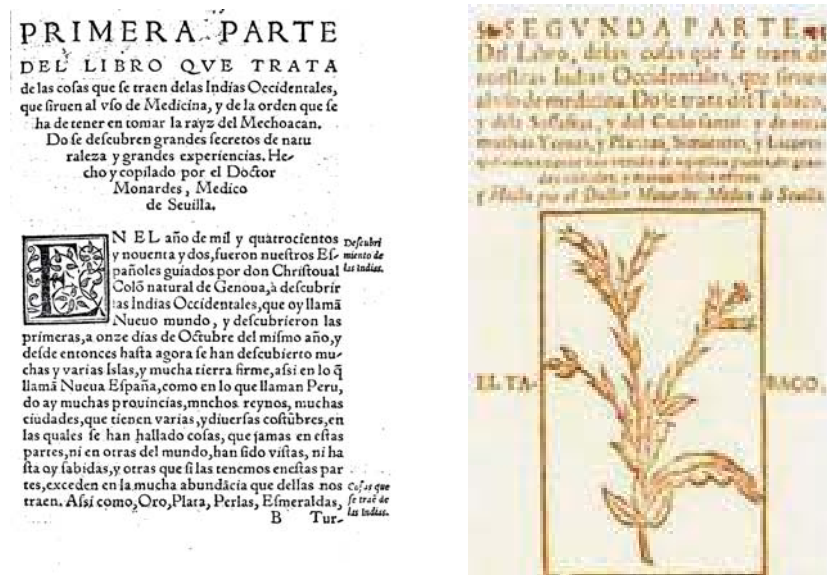 PRIMERA PARTE
DEL LIBRO QVE TRATA
de las coſas que ſe traen delas Indias Occidentales,
que ſiruen al vſo de Medicina, y de la orden que ſe
ha de tener en tomar la rayz del Mechoacan.
Do ſe deſcubren grandes ſecretos de natu
raleza y grandes experiencias. He-
cho y copilado por el Doctor
Monardes, Medico
de Seuilla.
EN EL año de mil y quatrocientos
y nouenta y dos, fueron nueſtros Eſ-
pañoles guiados por don Chriſtoual
Colō natural de Genoua, à deſcubrir
las Indias Occidentales, que oy llamā
Nueuo mundo, y deſcubrieron las
primeras, a onze dias de Octubre del miſmo año, y
deſde entonces haſta agora ſe han deſcubierto mu-
chas y varias Iſlas, y mucha tierra firme, aſsi en lo q̄
llamā Nueua Eſpaña, como en lo que llaman Peru,
do ay muchas prouincias, mnchos reynos, muchas
ciudades, que tienen varias, y diuerſas coſtūbres, en
las quales ſe han hallado coſas, que jamas en eſtas
partes, ni en otras del mundo, han ſido viſtas, ni ha
ſta oy ſabidas, y otras que ſi las tenemos eneſtas par
tes, exceden en la mucha abundācia que dellas nos
traen. Aſsi como, Oro, Plata, Perlas, Eſmeraldas,
B Tur-
Deſcubri
miento de
las Indias.
Coſas que
ſe traē de
las Indias.
SEGVNDA PARTE
Del Libro, delas coſas que ſe traen de
nueſtras Indias Occidentales, que ſiruen
al vſo de medicina. Do ſe trata del Tabaco,
y dela Saſſafras, y del Carlo ſancto, y de otras
muchas Yeruas, y Plantas, Simientes, y Licores
y Hecho por el Doctor Monardes Medico de Seuilla.
EL TA-
BACO.